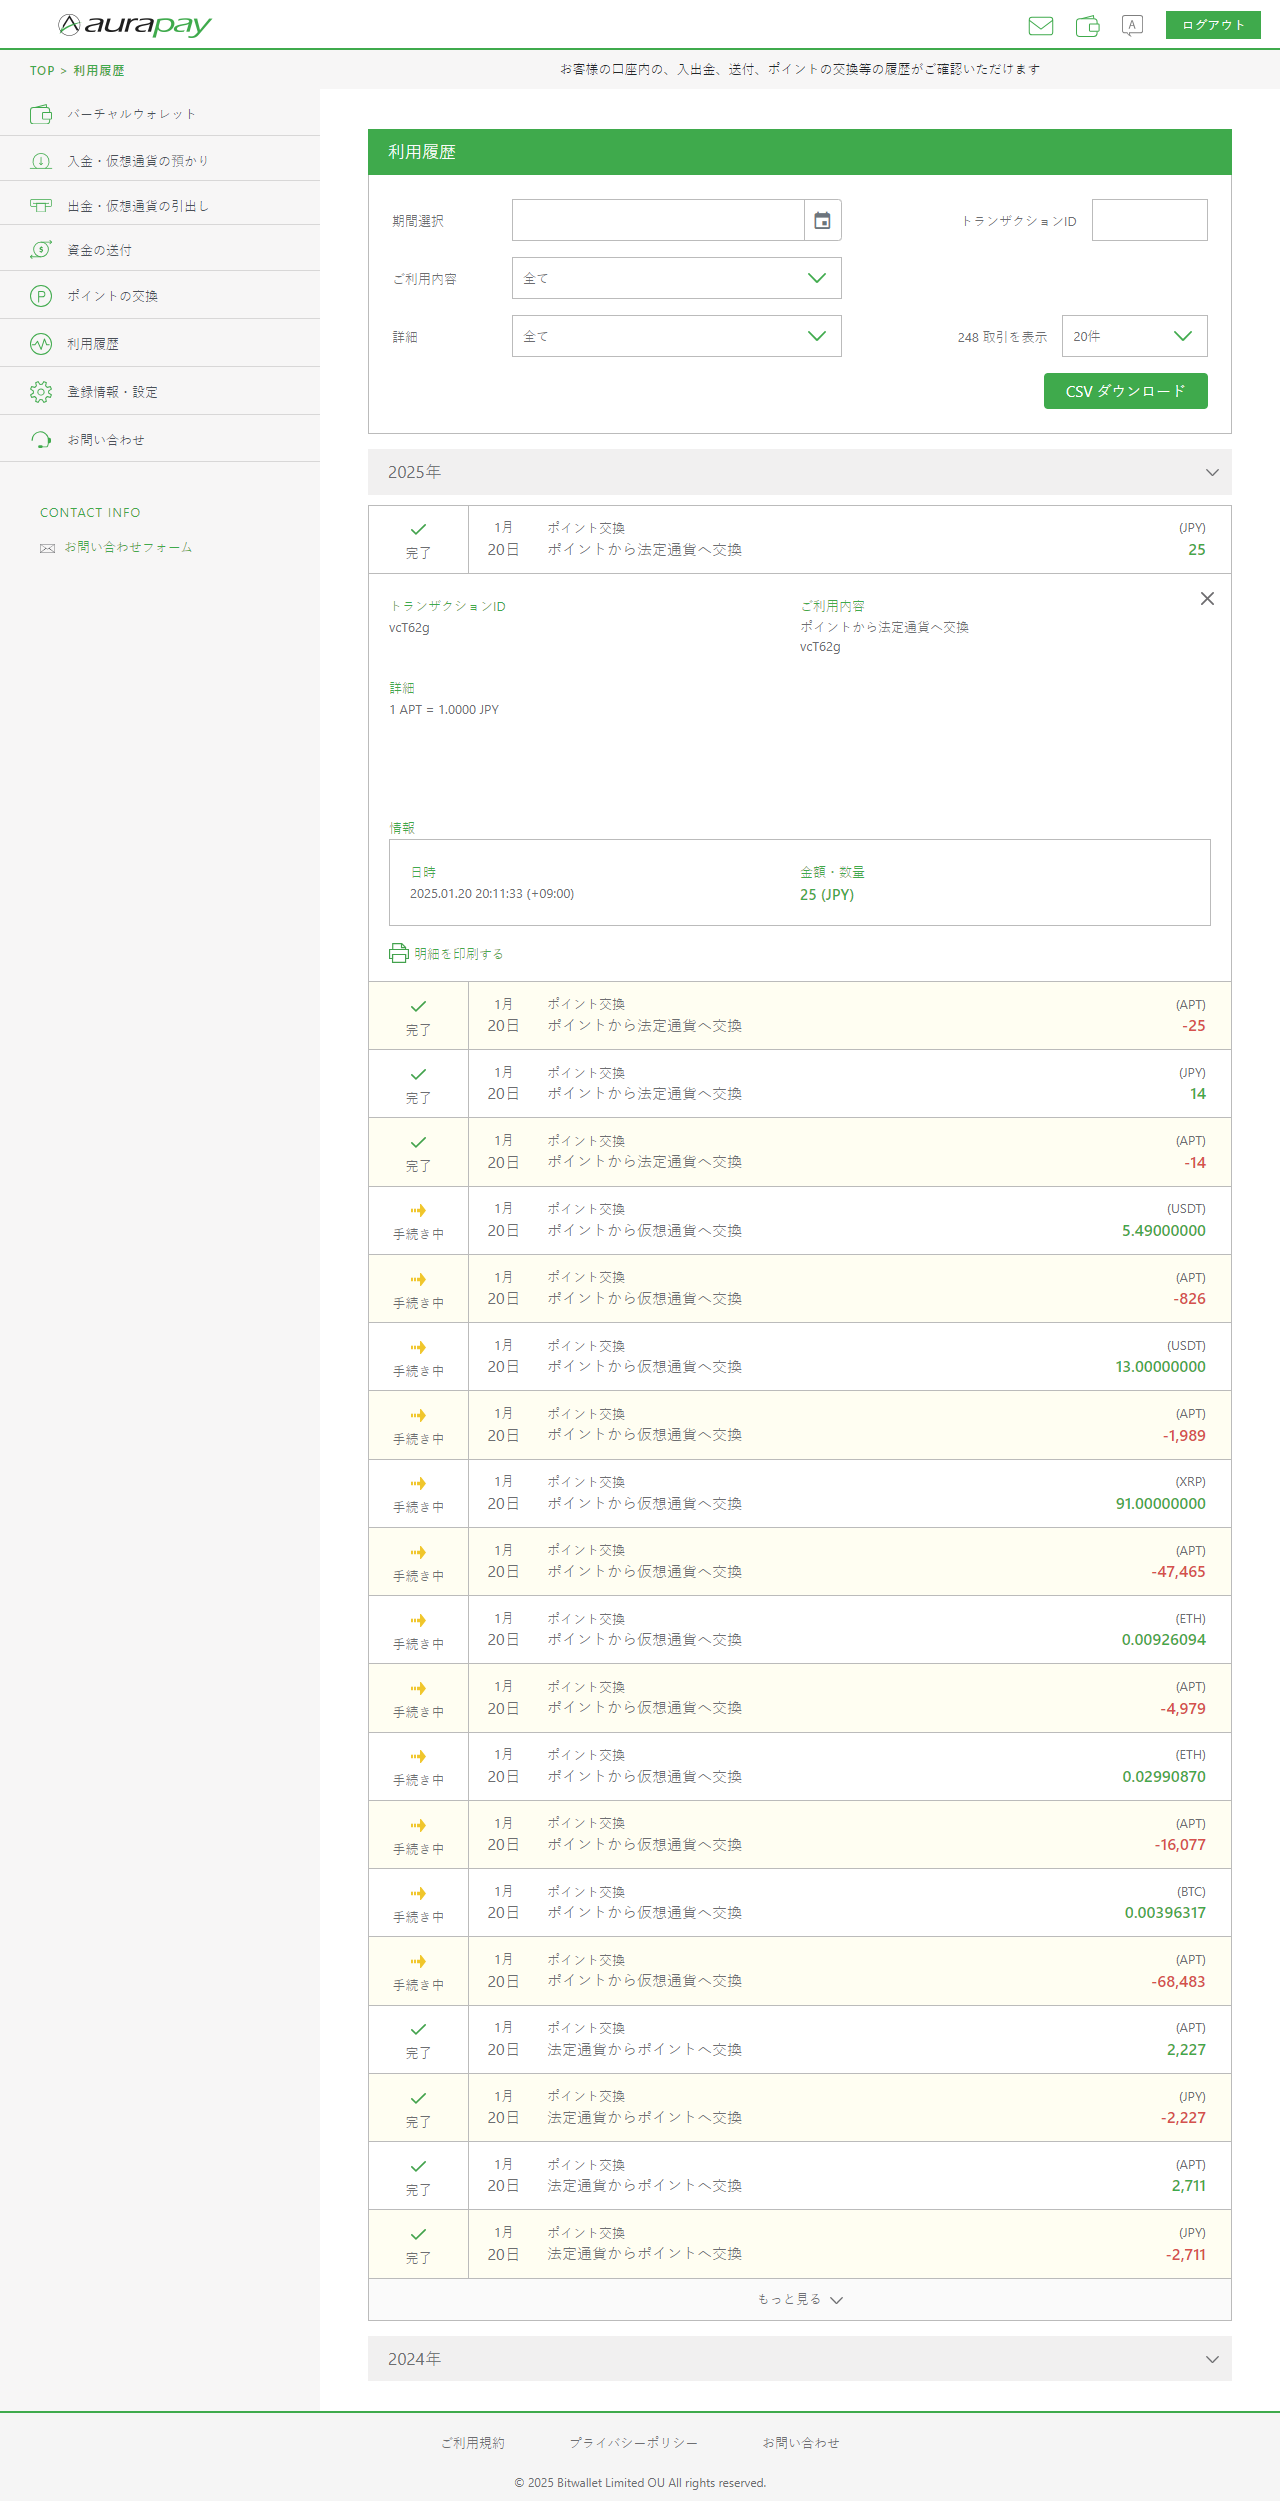 aurapay
A
ログアウト
TOP > 利用履歴
お客様の口座内の、入出金、送付、ポイントの交換等の履歴がご確認いただけます
バーチャルウォレット
入金・仮想通貨の預かり
出金・仮想通貨の引出し
資金の送付
ポイントの交換
利用履歴
登録情報・設定
お問い合わせ
CONTACT INFO
お問い合わせフォーム
利用履歴
期間選択
トランザクションID
ご利用内容
全て
詳細
全て
248 取引を表示
20件
CSV ダウンロード
2025年
1月 ポイント交換 (JPY)
完了 20日 ポイントから法定通貨へ交換 25
トランザクションID
vcT62g
ご利用内容
ポイントから法定通貨へ交換
vcT62g
詳細
1 APT = 1.0000 JPY
情報
日時
2025.01.20 20:11:33 (+09:00)
金額・数量
25 (JPY)
明細を印刷する
1月 ポイント交換 (APT)
完了 20日 ポイントから法定通貨へ交換 -25
1月 ポイント交換 (JPY)
完了 20日 ポイントから法定通貨へ交換 14
1月 ポイント交換 (APT)
完了 20日 ポイントから法定通貨へ交換 -14
1月 ポイント交換 (USDT)
手続き中 20日 ポイントから仮想通貨へ交換 5.49000000
1月 ポイント交換 (APT)
手続き中 20日 ポイントから仮想通貨へ交換 -826
1月 ポイント交換 (USDT)
手続き中 20日 ポイントから仮想通貨へ交換 13.00000000
1月 ポイント交換 (APT)
手続き中 20日 ポイントから仮想通貨へ交換 -1,989
1月 ポイント交換 (XRP)
手続き中 20日 ポイントから仮想通貨へ交換 91.00000000
1月 ポイント交換 (APT)
手続き中 20日 ポイントから仮想通貨へ交換 -47,465
1月 ポイント交換 (ETH)
手続き中 20日 ポイントから仮想通貨へ交換 0.00926094
1月 ポイント交換 (APT)
手続き中 20日 ポイントから仮想通貨へ交換 -4,979
1月 ポイント交換 (ETH)
手続き中 20日 ポイントから仮想通貨へ交換 0.02990870
1月 ポイント交換 (APT)
手続き中 20日 ポイントから仮想通貨へ交換 -16,077
1月 ポイント交換 (BTC)
手続き中 20日 ポイントから仮想通貨へ交換 0.00396317
1月 ポイント交換 (APT)
手続き中 20日 ポイントから仮想通貨へ交換 -68,483
1月 ポイント交換 (APT)
完了 20日 法定通貨からポイントへ交換 2,227
1月 ポイント交換 (JPY)
完了 20日 法定通貨からポイントへ交換 -2,227
1月 ポイント交換 (APT)
完了 20日 法定通貨からポイントへ交換 2,711
1月 ポイント交換 (JPY)
完了 20日 法定通貨からポイントへ交換 -2,711
もっと見る
2024年
ご利用規約 プライバシーポリシー お問い合わせ
© 2025 Bitwallet Limited OU All rights reserved.